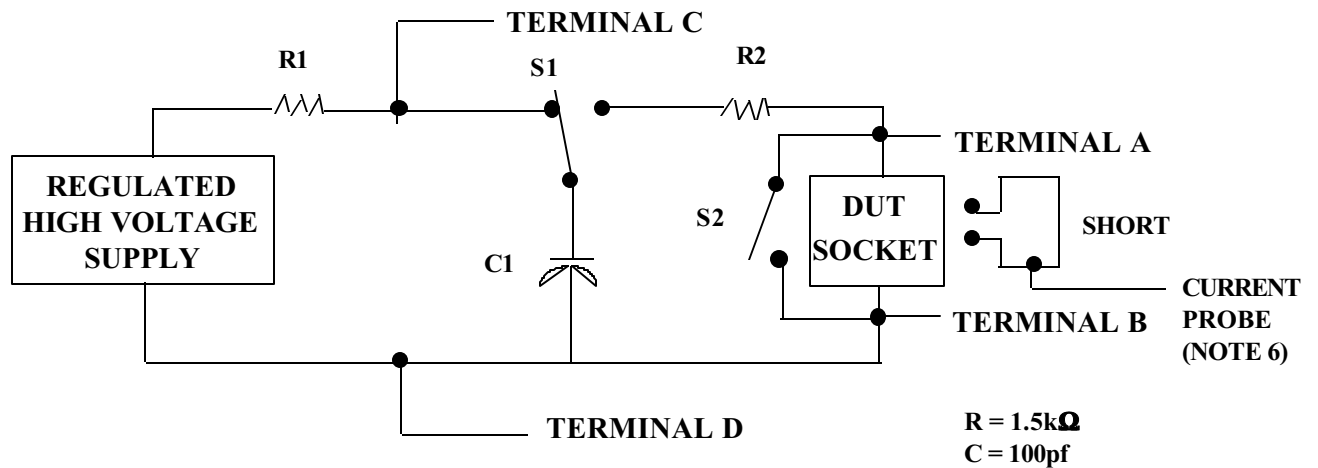 TERMINAL C
R1
S1
R2
TERMINAL A
REGULATED
HIGH VOLTAGE
SUPPLY
S2
DUT
SOCKET
SHORT
C1
CURRENT
PROBE
(NOTE 6)
TERMINAL B
TERMINAL D
R = 1.5kΩ
C = 100pf